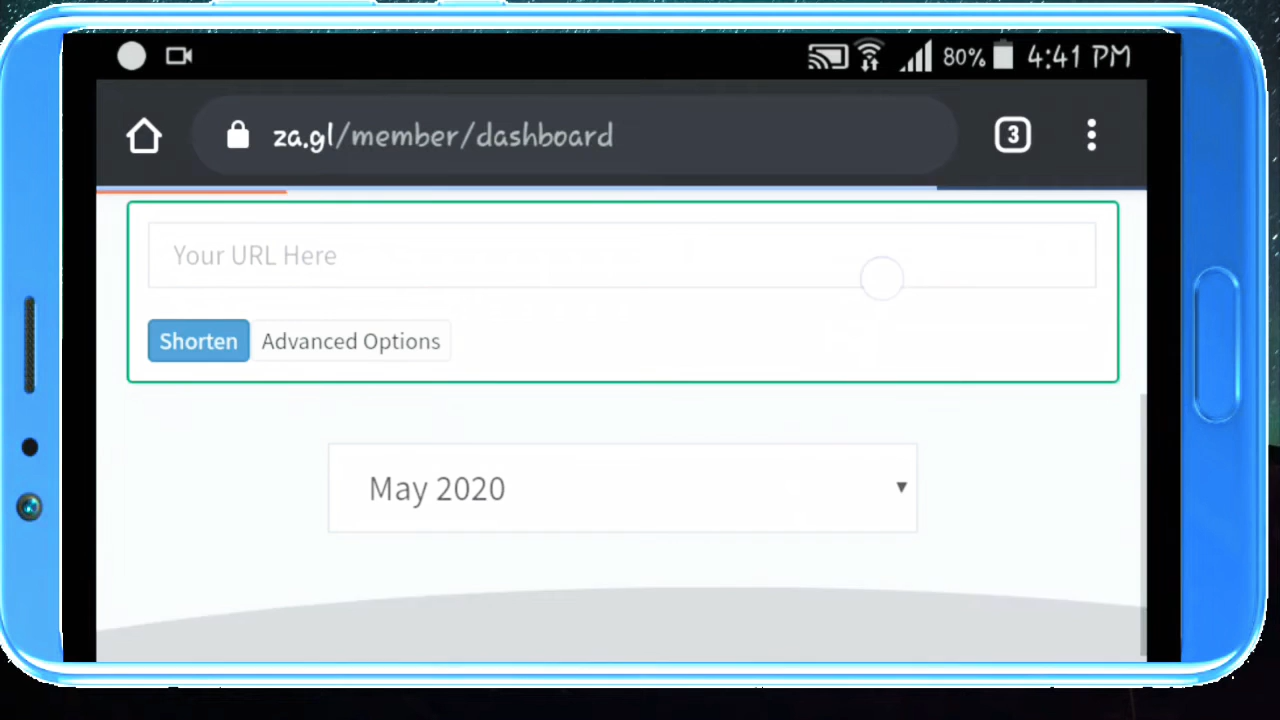 80% 4:41 PM
za.gl/member/dashboard 3
Your URL Here
Shorten Advanced Options
May 2020